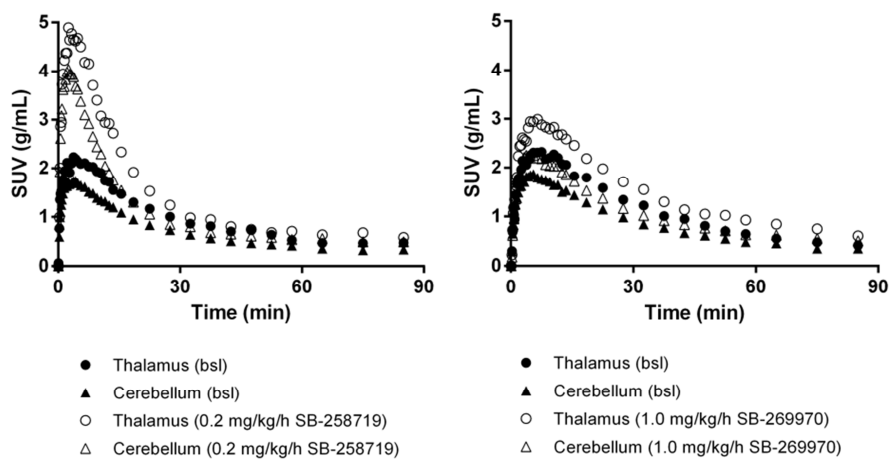 5
4
3
2
1
0
SUV (g/mL)
0 30 60 90
Time (min)
Thalamus (bsl)
Cerebellum (bsl)
Thalamus (0.2 mg/kg/h SB-258719)
Cerebellum (0.2 mg/kg/h SB-258719)
5
4
3
2
1
0
SUV (g/mL)
0 30 60 90
Time (min)
Thalamus (bsl)
Cerebellum (bsl)
Thalamus (1.0 mg/kg/h SB-269970)
Cerebellum (1.0 mg/kg/h SB-269970)